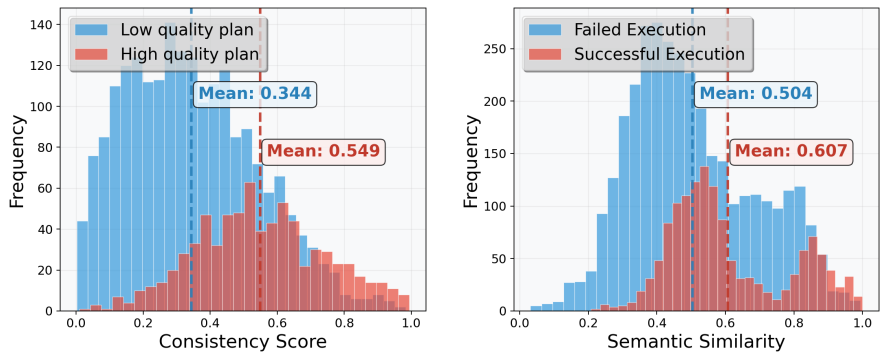 Low quality plan
High quality plan
Mean: 0.344
Mean: 0.549
Frequency
140
120
100
80
60
40
20
0
0.0 0.2 0.4 0.6 0.8 1.0
Consistency Score
Failed Execution
Successful Execution
Mean: 0.504
Mean: 0.607
Frequency
250
200
150
100
50
0
0.0 0.2 0.4 0.6 0.8 1.0
Semantic Similarity